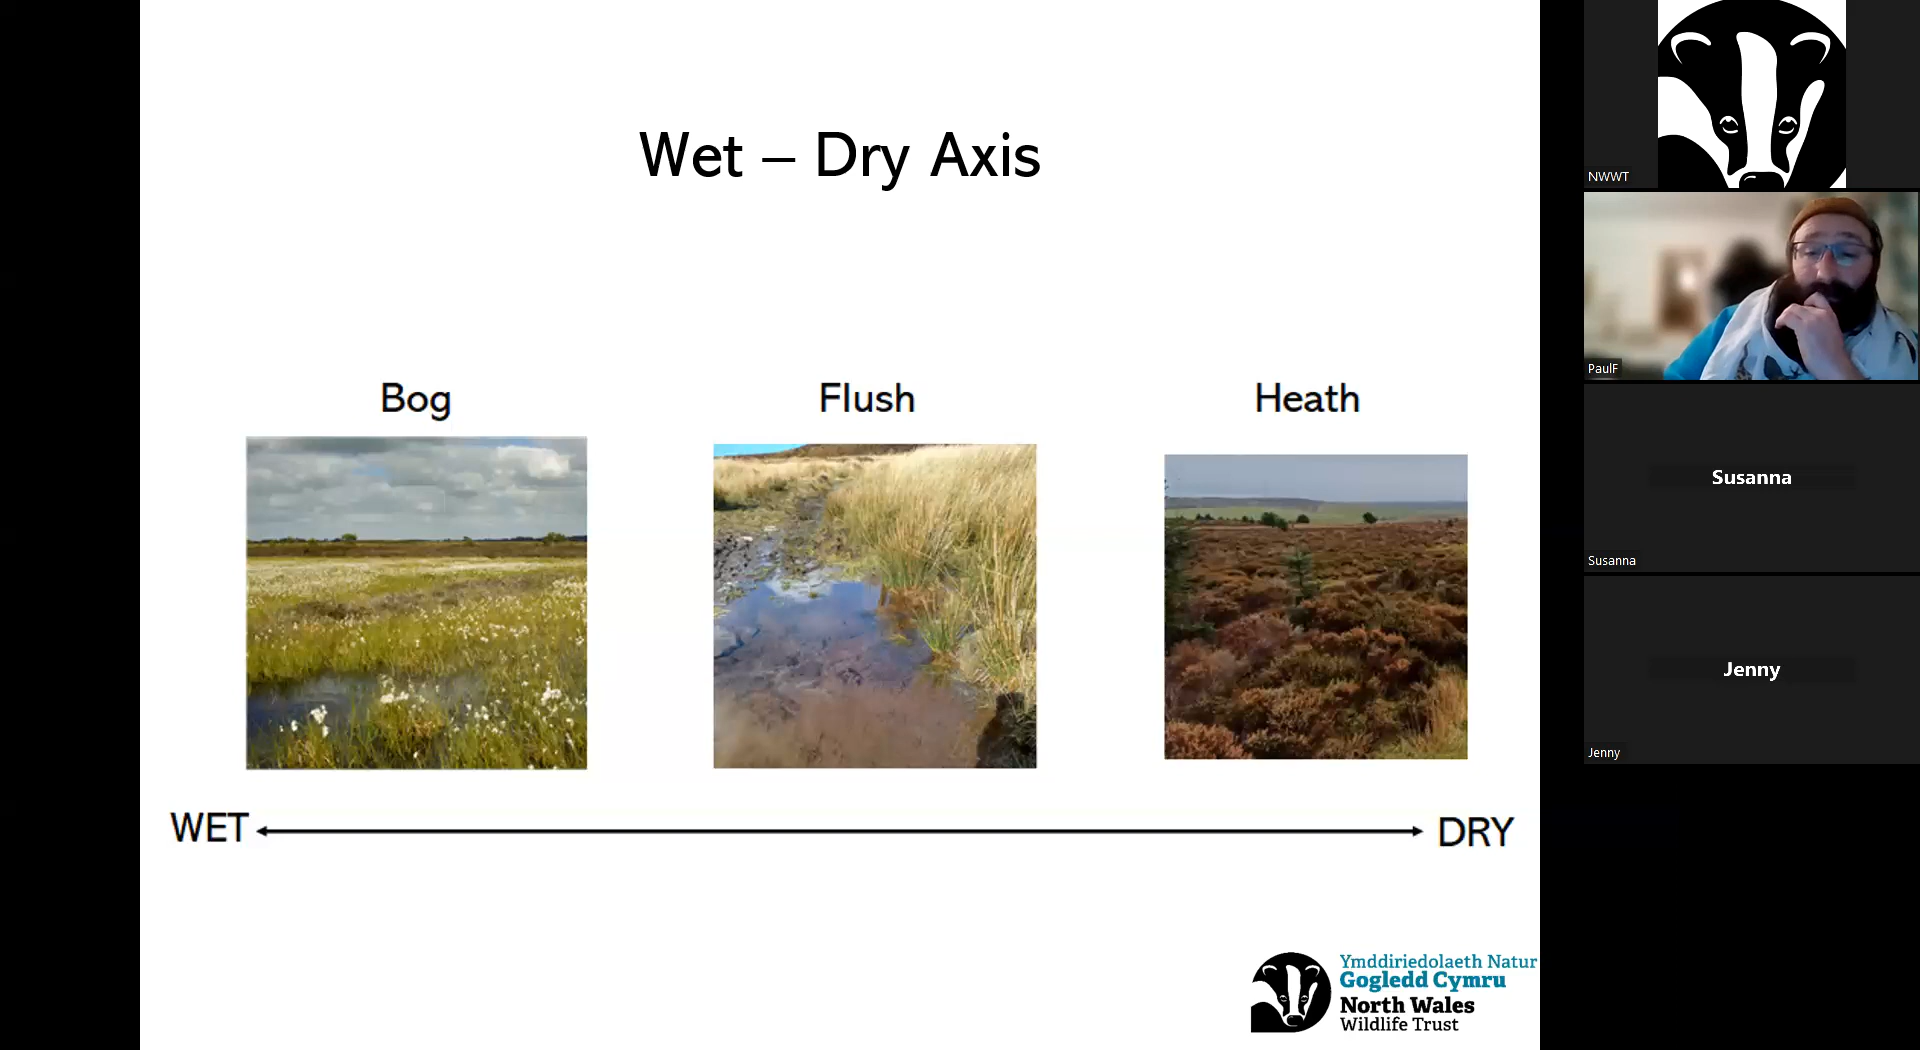 Wet – Dry Axis
Bog
Flush
Heath
WET
DRY
Ymddiriedolaeth Natur
Gogledd Cymru
North Wales
Wildlife Trust
NWWT
PaulF
Susanna
Susanna
Jenny
Jenny